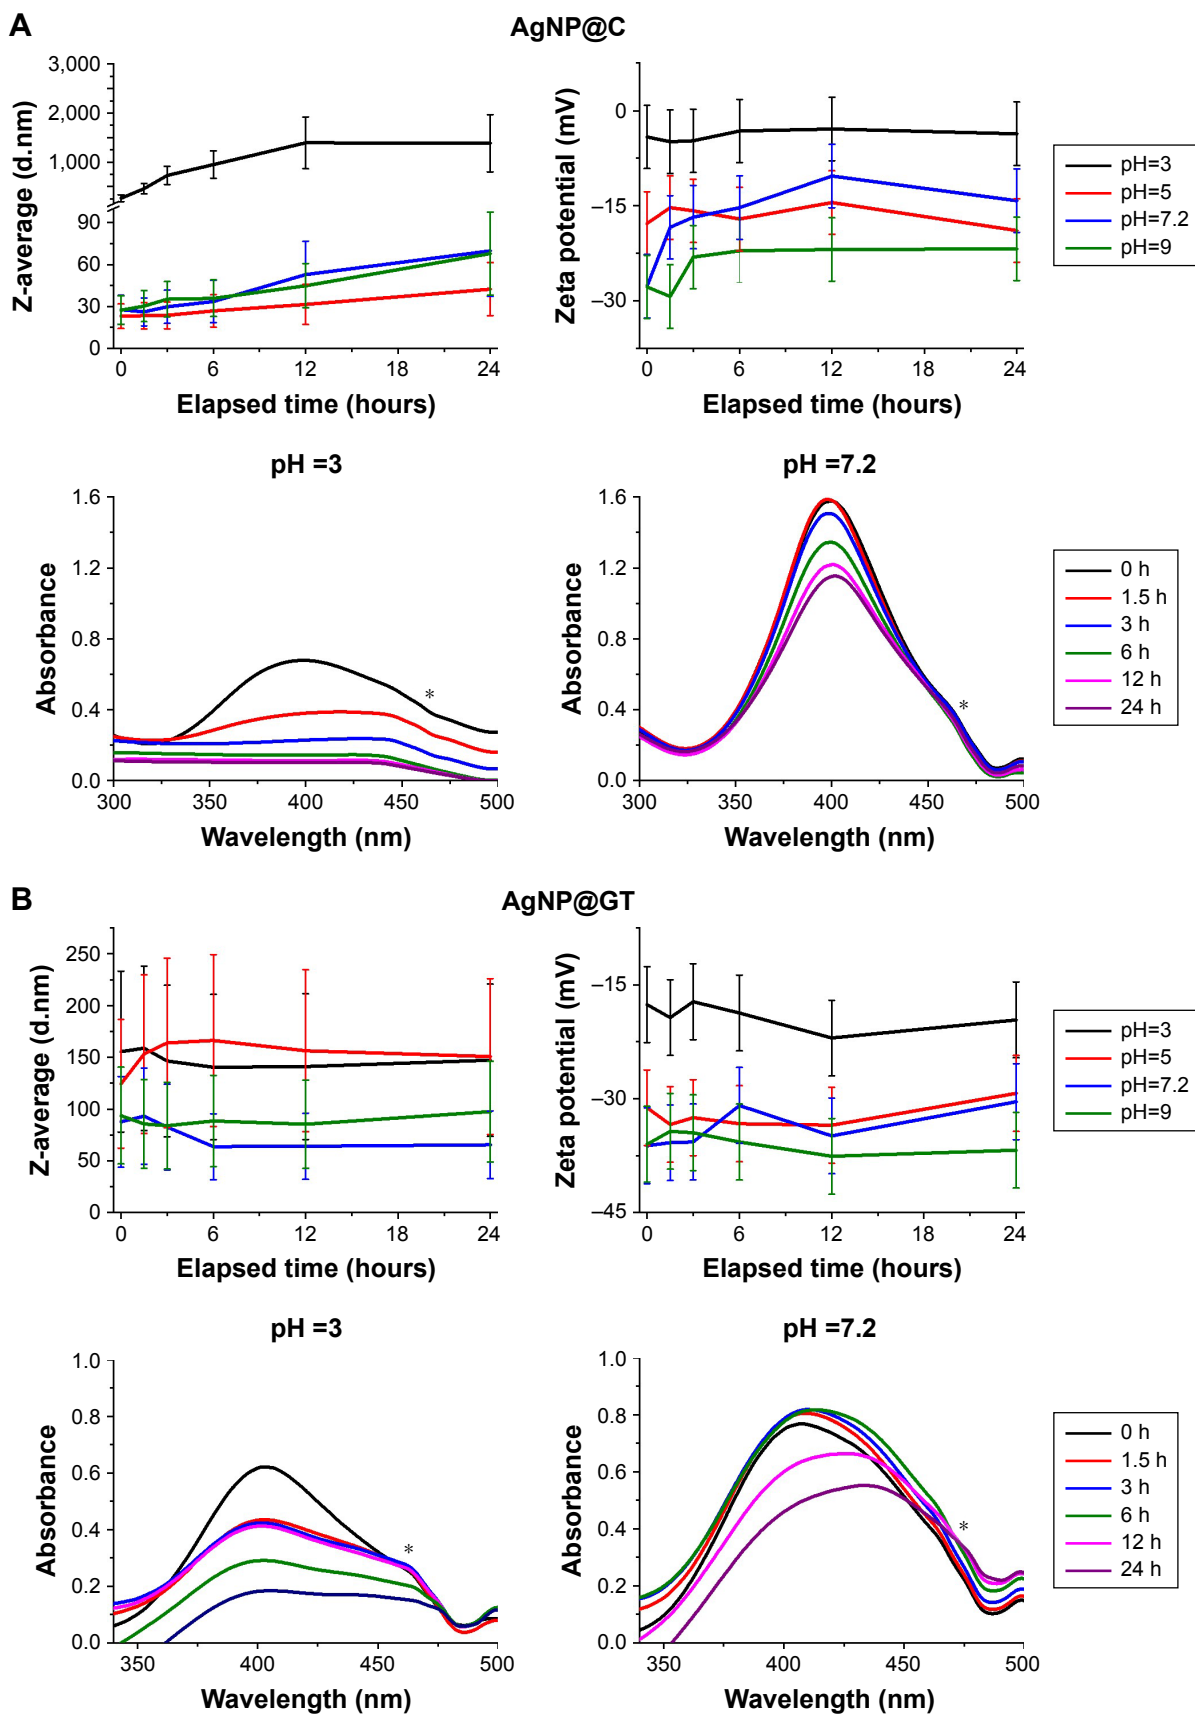 A
AgNP@C
Z-average (d.nm)
3,000
2,000
1,000
90
60
30
0
0 6 12 18 24
Elapsed time (hours)
Zeta potential (mV)
0
–15
–30
0 6 12 18 24
Elapsed time (hours)
pH=3
pH=5
pH=7.2
pH=9
pH =3
Absorbance
1.6
1.2
0.8
0.4
0.0
*
300 350 400 450 500
Wavelength (nm)
pH =7.2
Absorbance
1.6
1.2
0.8
0.4
0.0
*
300 350 400 450 500
Wavelength (nm)
0 h
1.5 h
3 h
6 h
12 h
24 h
B
AgNP@GT
Z-average (d.nm)
250
200
150
100
50
0
0 6 12 18 24
Elapsed time (hours)
Zeta potential (mV)
–15
–30
–45
0 6 12 18 24
Elapsed time (hours)
pH=3
pH=5
pH=7.2
pH=9
pH =3
Absorbance
1.0
0.8
0.6
0.4
0.2
0.0
*
350 400 450 500
Wavelength (nm)
pH =7.2
Absorbance
1.0
0.8
0.6
0.4
0.2
0.0
*
350 400 450 500
Wavelength (nm)
0 h
1.5 h
3 h
6 h
12 h
24 h